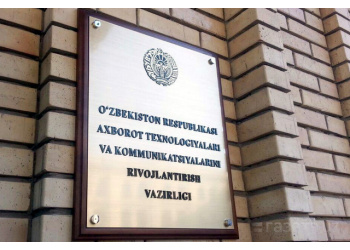 O'ZBEKISTON RESPUBLIKASI
AXBOROT TEXNOLOGIYALARI
VA KOMMUNIKATSIYALARINI
RIVOJLANTIRISH
VAZIRLIGI